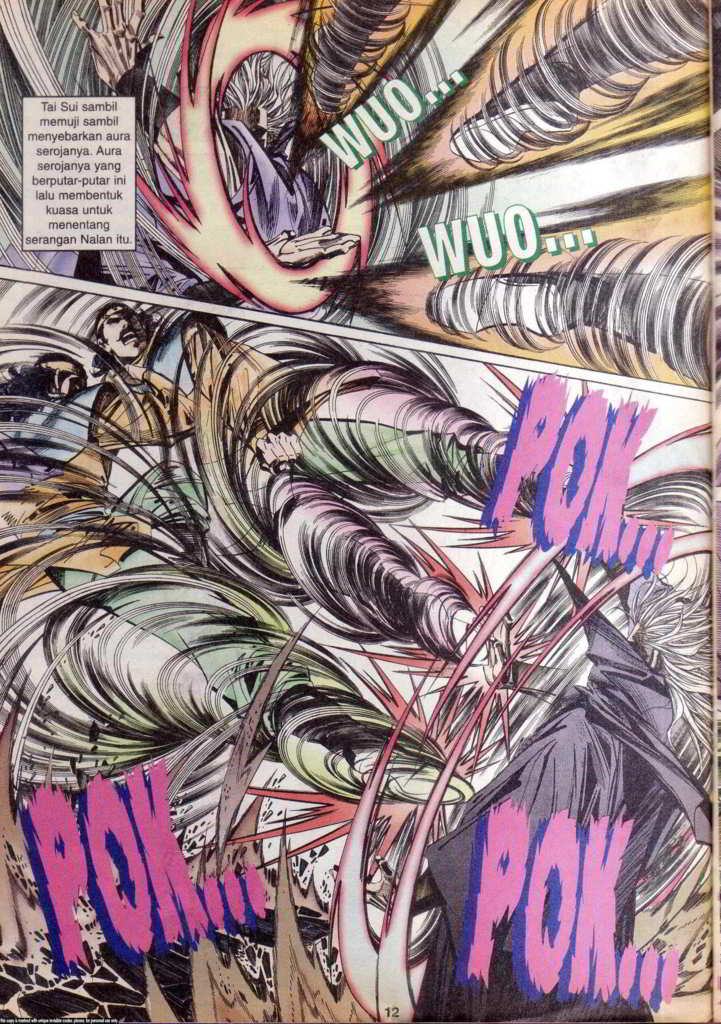 Tai Sui sambil
memuji sambil
menyebarkan aura
serojanya. Aura
serojanya yang
berputar-putar ini
lalu membentuk
kuasa untuk
menentang
serangan Nalan itu.
WUO...
WUO...
POK...
POK...
POK...
12